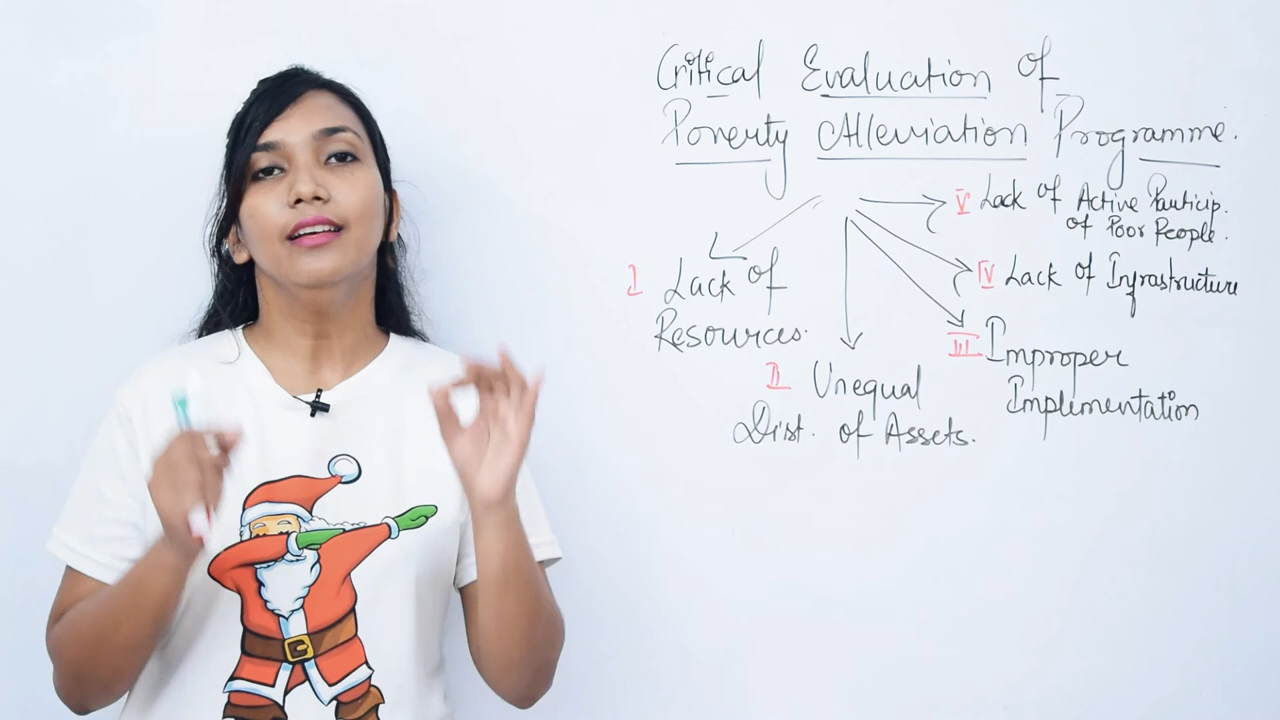 Critical Evaluation of
Poverty Alleviation Programme.
I Lack of
Resources.
II Unequal
Dist. of Assets.
III Improper
Implementation
IV Lack of Infrastructure
V Lack of Active Particip.
of Poor People.